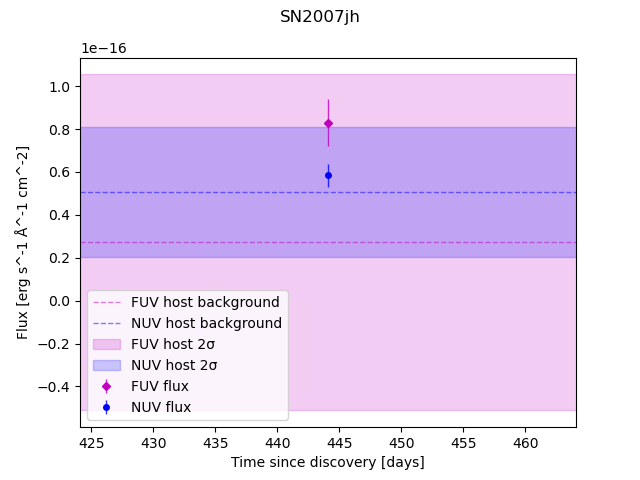 SN2007jh
1e−16
Flux [erg s^-1 Å^-1 cm^-2]
1.0
0.8
0.6
0.4
0.2
0.0
−0.2
−0.4
FUV host background
NUV host background
FUV host 2σ
NUV host 2σ
FUV flux
NUV flux
425 430 435 440 445 450 455 460
Time since discovery [days]